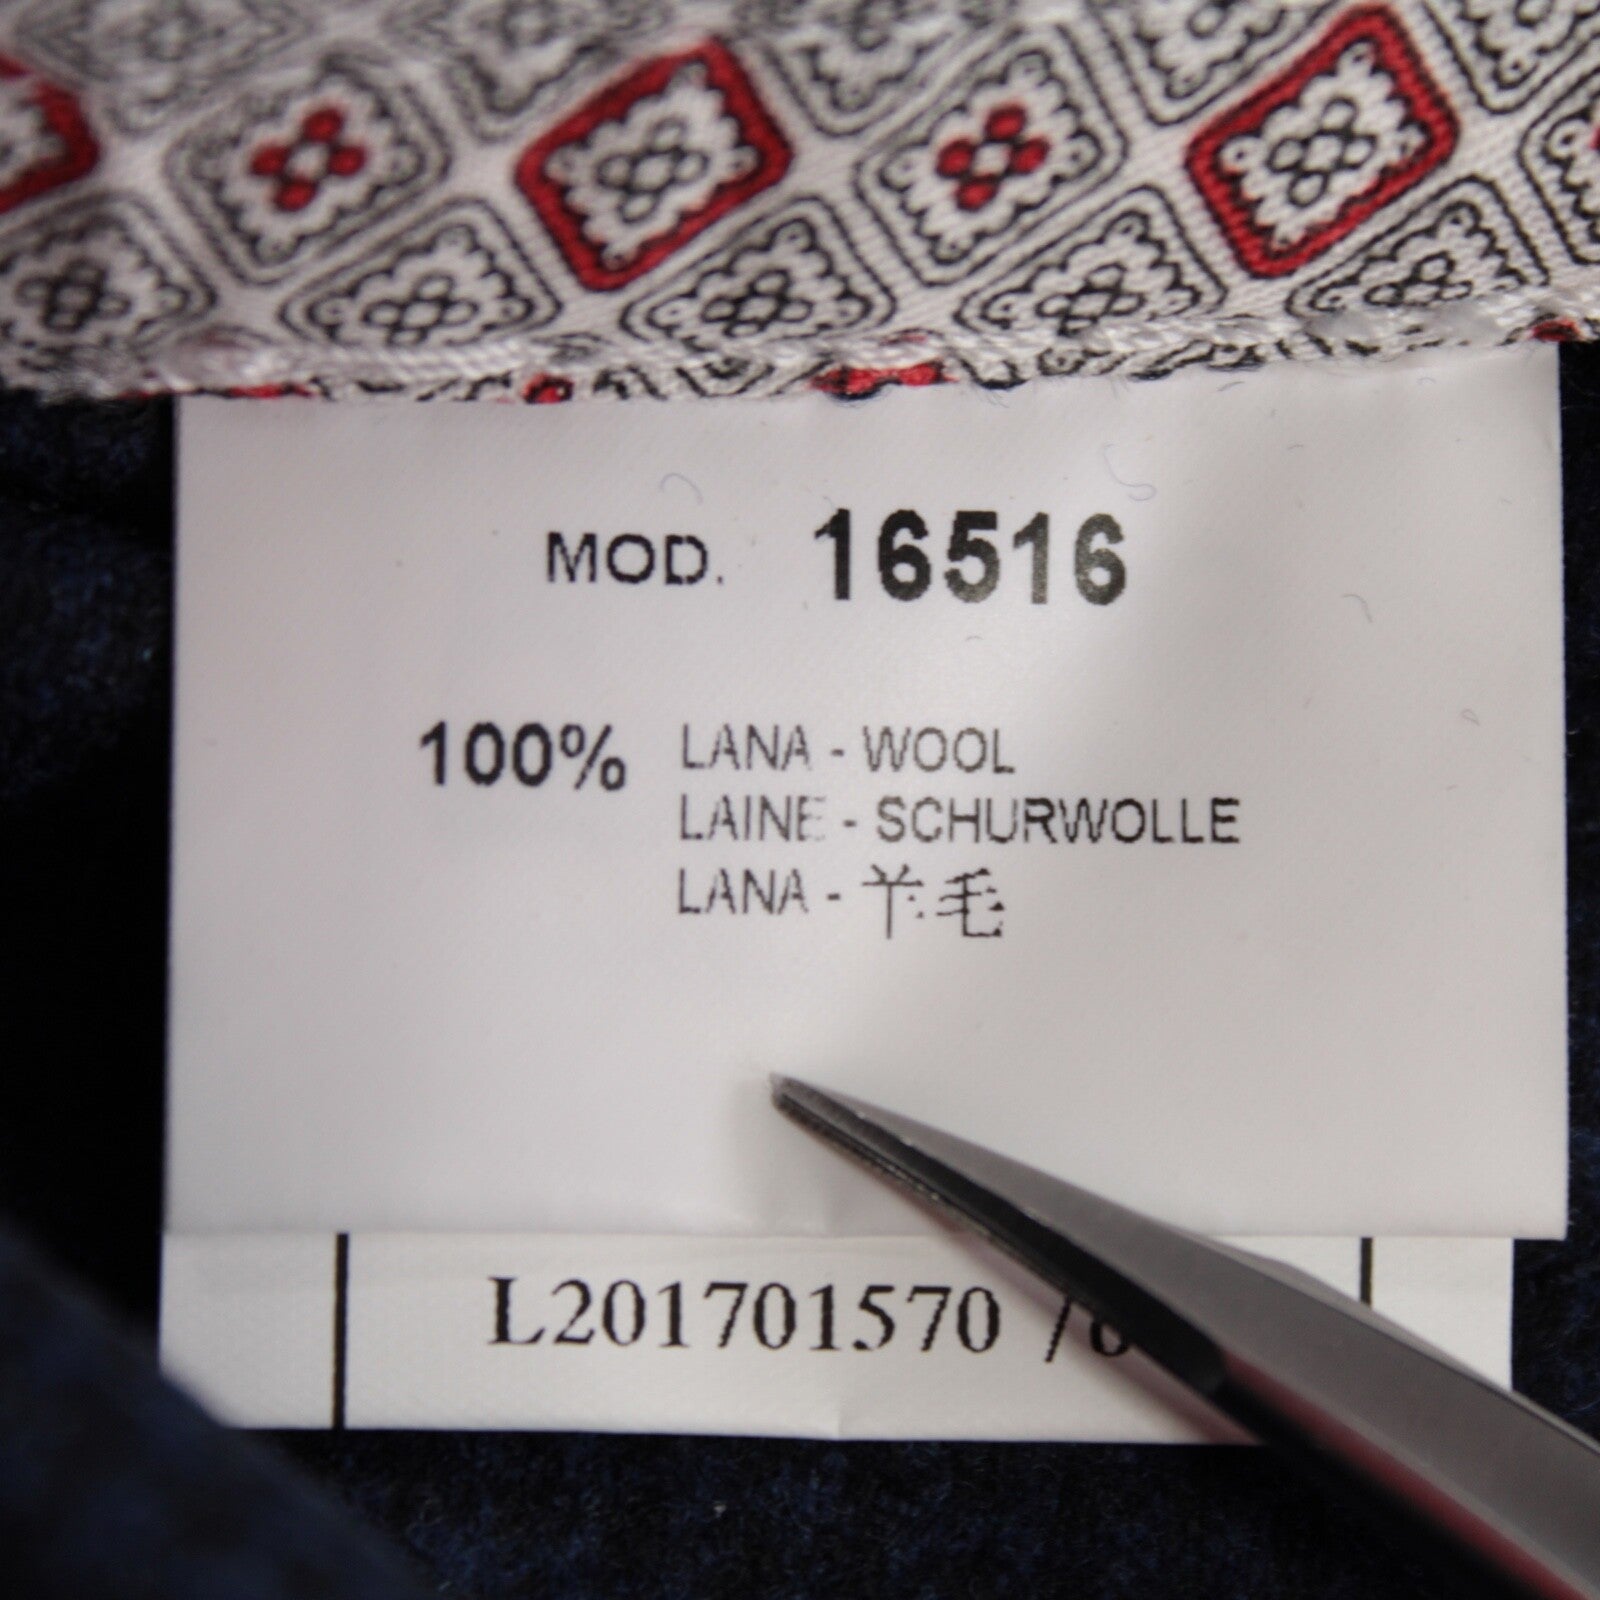 MOD. 16516
100% LANA - WOOL
LAINE - SCHURWOLLE
LANA - 羊毛
L201701570 /